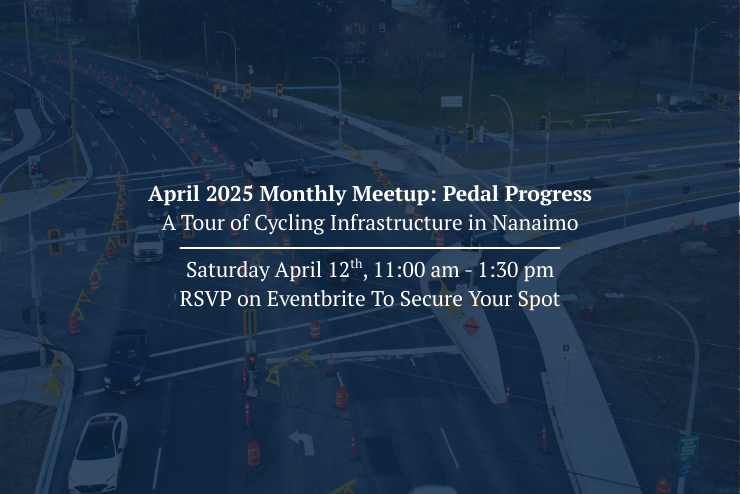 April 2025 Monthly Meetup: Pedal Progress
A Tour of Cycling Infrastructure in Nanaimo
Saturday April 12th, 11:00 am - 1:30 pm
RSVP on Eventbrite To Secure Your Spot